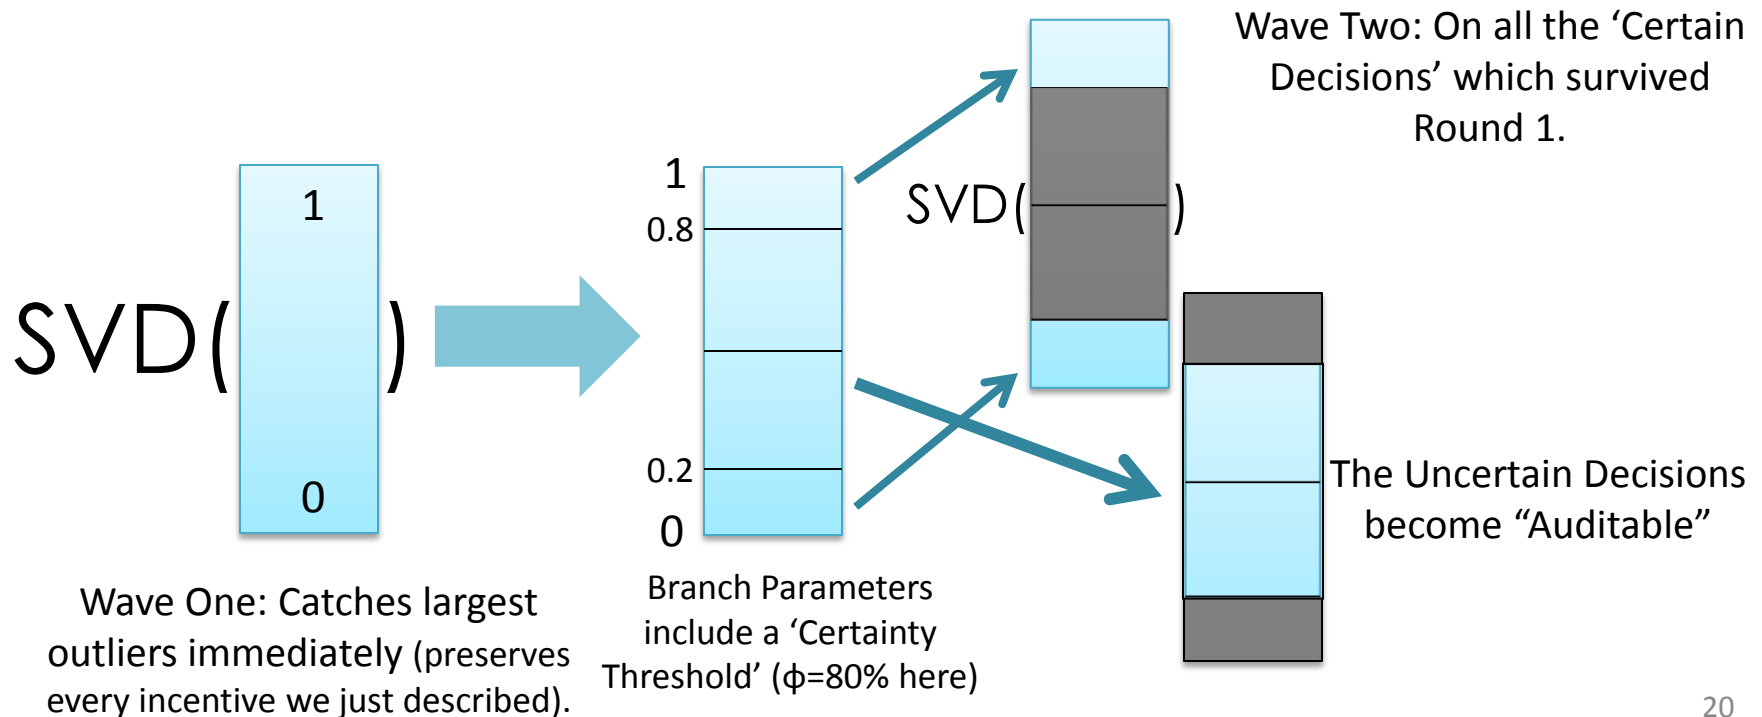 SVD(
1
0
)
Wave One: Catches largest
outliers immediately (preserves
every incentive we just described).
1
0.8
0.2
0
Branch Parameters
include a ‘Certainty
Threshold’ (ϕ=80% here)
SVD(
)
Wave Two: On all the ‘Certain
Decisions’ which survived
Round 1.
The Uncertain Decisions
become “Auditable”
20